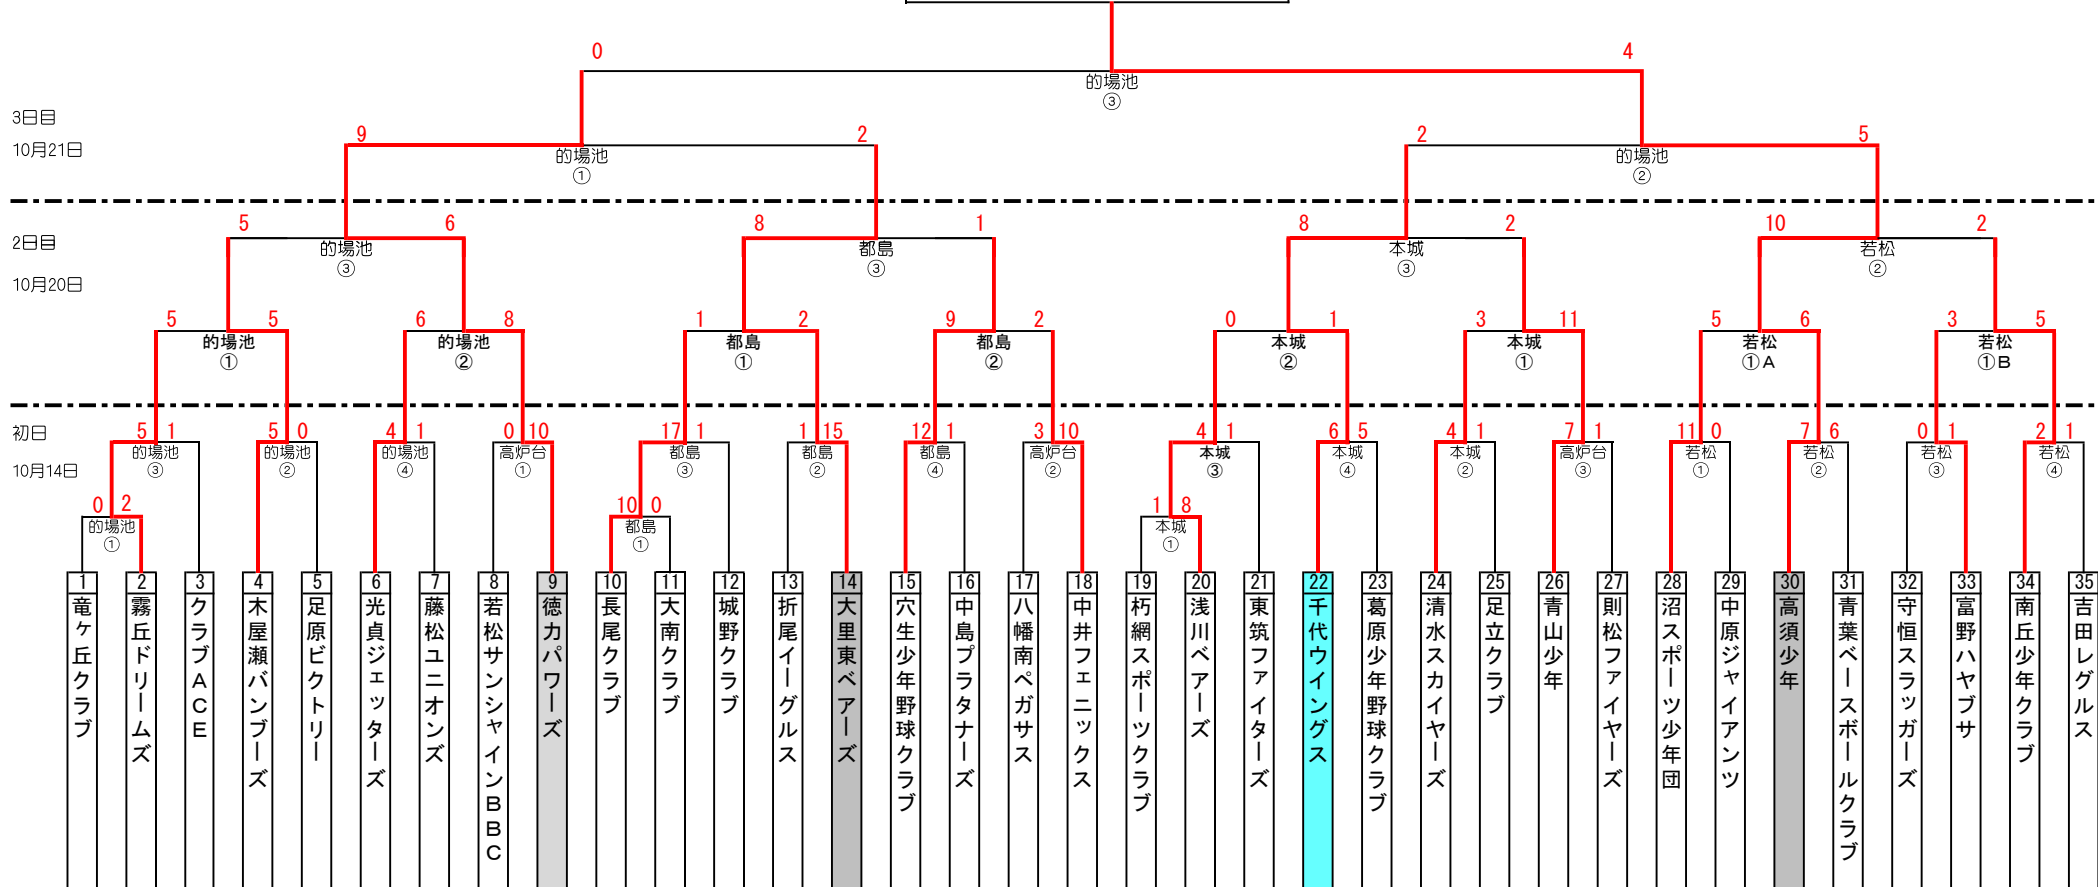 0 4
的場池
③
3日目
9 2 2 5
10月21日
的場池 的場池
① ②
5 6 8 1 8 2 10 2
2日目
的場池 都島 本城 若松
③ ③ ③ ②
10月20日
5 5 6 8 1 2 9 2 0 1 3 11 5 6 3 5
的場池 的場池 都島 都島 本城 本城 若松 若松
① ② ① ② ② ① ①A ①B
初日
5 1 5 0 4 1 0 10 17 1 1 15 12 1 3 10 4 1 6 5 4 1 7 1 11 0 7 6 0 1 2 1
的場池 的場池 的場池 高炉台 都島 都島 都島 高炉台 本城 本城 本城 高炉台 若松 若松 若松 若松
10月14日
③ ② ④ ① ③ ② ④ ② ③ ④ ② ③ ① ② ③ ④
0 2 10 0 1 8
的場池 都島 本城
① ① ①
1 竜ヶ丘クラブ
2 霧丘ドリームズ
3 クラブACE
4 木屋瀬バンブーズ
5 足原ビクトリー
6 光貞ジェッターズ
7 藤松ユニオンズ
8 若松サンシャインBBC
9 徳力パワーズ
10 長尾クラブ
11 大南クラブ
12 城野クラブ
13 折尾イーグルス
14 大里東ベアーズ
15 穴生少年野球クラブ
16 中島プラタナーズ
17 八幡南ペガサス
18 中井フェニックス
19 朽網スポーツクラブ
20 浅川ベアーズ
21 東筑ファイターズ
22 千代ウイングス
23 葛原少年野球クラブ
24 清水スカイヤーズ
25 足立クラブ
26 青山少年
27 則松ファイヤーズ
28 沼スポーツ少年団
29 中原ジャイアンツ
30 高須少年
31 青葉ベースボールクラブ
32 守恒スラッガーズ
33 富野ハヤブサ
34 南丘少年クラブ
35 吉田レグルス